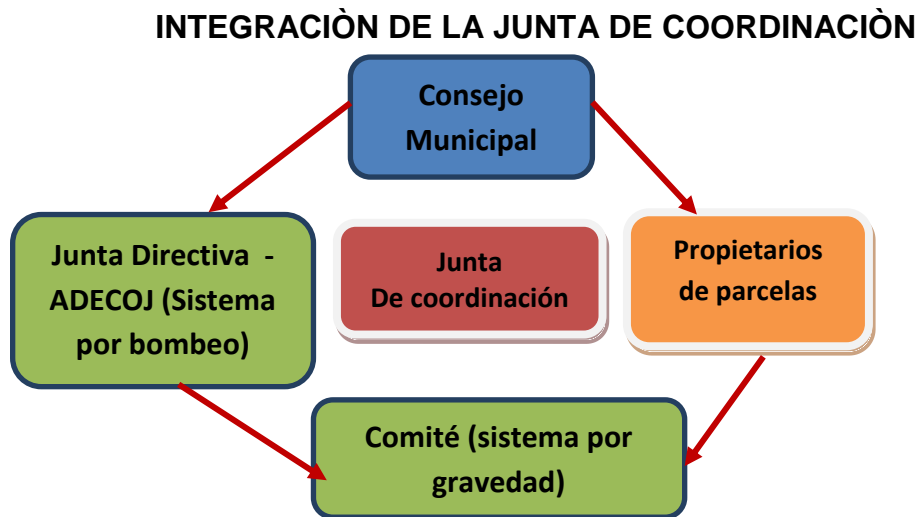 INTEGRACIÒN DE LA JUNTA DE COORDINACIÒN
Consejo
Municipal
Junta Directiva -
ADECOJ (Sistema
por bombeo)
Junta
De coordinación
Propietarios
de parcelas
Comité (sistema por
gravedad)